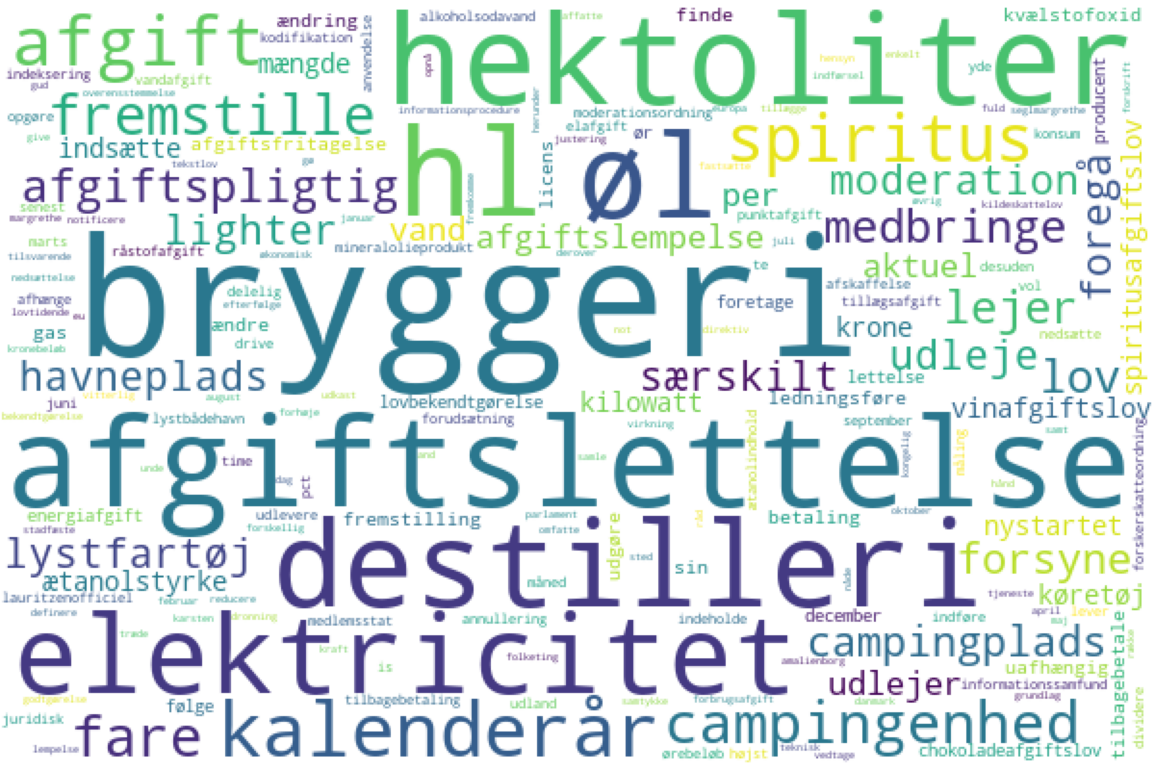 afgift
ændring
kodifikation
mængde
anvendelse
indeksering
gud
vandafgift
overensstemmelse
alkoholsodavand
affatte
finde
kvælstofoxid
hektoliter
opnå
hensyn
enkelt
indførsel
yde
forskrift
producent
fremstille
opgøre
give
informationsprocedure
herunder
moderationsordning
europa
tillægge
fuld
seglmargrethe
elafgift
ør
justering
spiritus
konsum
indsætte
afgiftsfritagelse
tekstlov
gø
hl
licens
øl
fastsætte
foregå
spiritusafgiftslov
afgiftspligtig
fremkomme
per
moderation
øvrig
kildeskattelov
senest
margrethe
notificere
januar
punktafgift
lighter
vand
afgiftslempelse
juli
medbringe
marts
råstofafgift
mineralolieprodukt
derover
tilsvarende
økonomisk
bryggeri
te
aktuel
desuden
nedsættelse
afskaffelse
vol
afhænge
delelig
efterfølge
foretage
tillægsafgift
lejer
lovtidende
eu
ændre
krone
gas
drive
not
direktiv
nedsætte
kronebeløb
udleje
havneplads
særskilt
lettelse
lov
juni
vitterlig
august
udkast
lovbekendtgørelse
kilowatt
ledningsføre
vinafgiftslov
bekendtgørelse
lystbådehavn
forhøje
forudsætning
virkning
september
samt
afgiftslettelse
ætanolindhold
kongelig
måling
forskerskatteordning
time
and
samle
unde
dag
pct
hånd
energiafgift
udlevere
parlament
råd
oktober
stadfæste
forskellig
fremstilling
omfatte
udgøre
betaling
nystartet
lystfartøj
destilleri
forsyne
ætanolstyrke
måned
sted
sin
nåde
køretøj
lauritzenofficiel
februar
reducere
tjeneste
definere
karsten
dronning
medlemsstat
annullering
indeholde
december
indføre
april
lever
maj
elektricitet
træde
kraft
is
folketing
amalienborg
campingplads
række
uafhængig
tilbagebetale
godtgørelse
udlejer
informationssamfund
grundlag
følge
tilbagebetaling
udland
samtykke
forbrugsafgift
danmark
juridisk
fare
kalenderår
campingenhed
dividere
lempelse
ørebeløb
højst
teknisk
vedtage
chokoladeafgiftslov